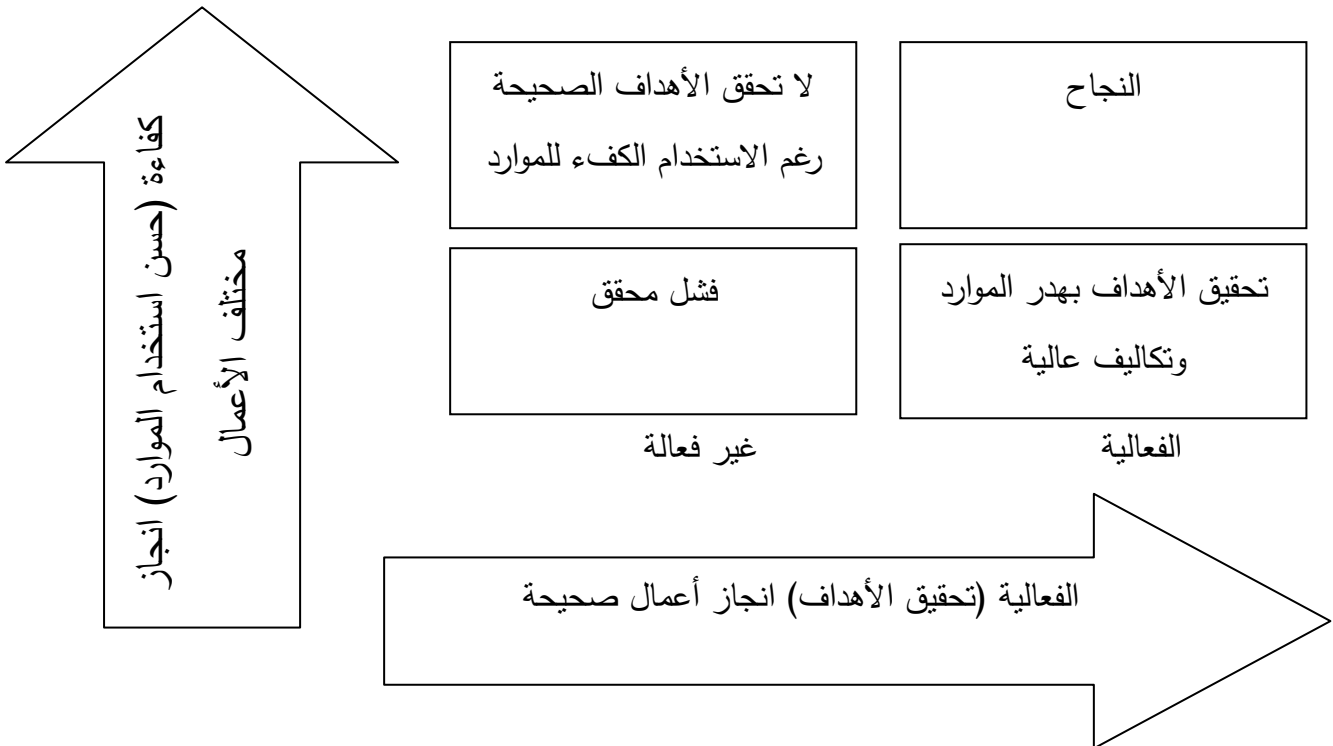 النجاح
لا تحقق الأهداف الصحيحة
رغم الاستخدام الكفء للموارد
تحقيق الأهداف بهدر الموارد
وتكاليف عالية
فشل محقق
الفعالية
غير فعالة
كفاءة (حسن استخدام الموارد) انجاز
مختلف الأعمال
الفعالية (تحقيق الأهداف) انجاز أعمال صحيحة